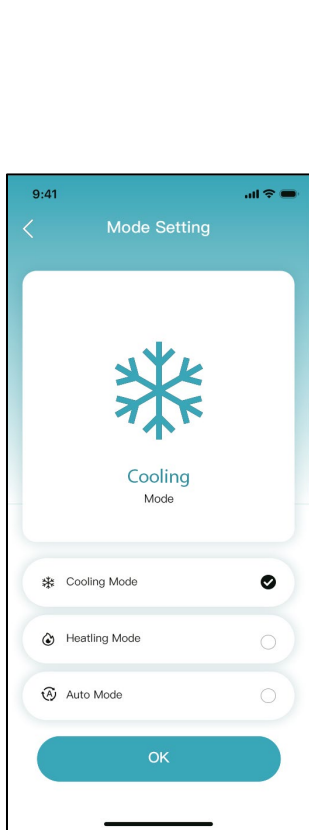 9:41
Mode Setting
Cooling
Mode
Cooling Mode
Heatling Mode
A Auto Mode
OK